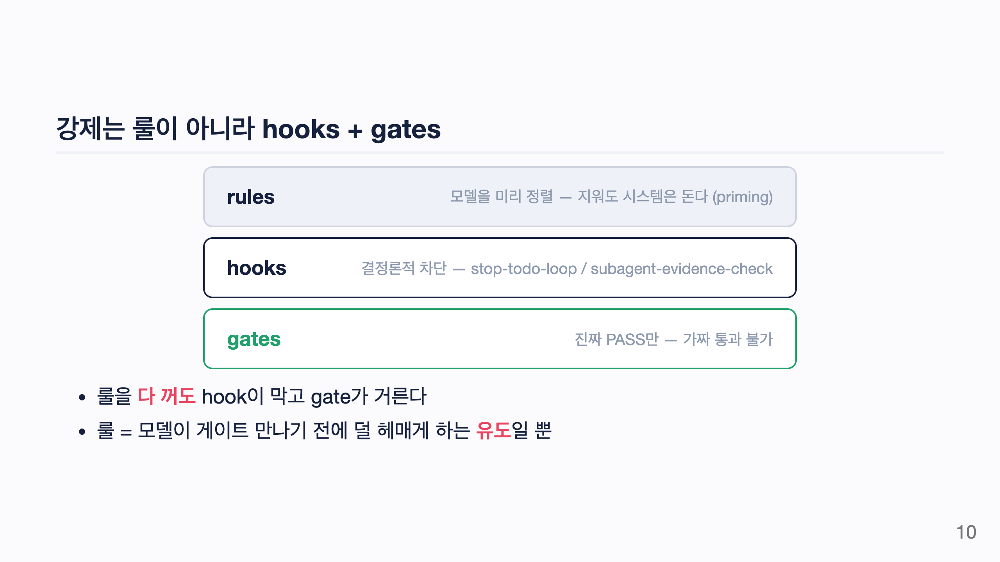 강제는 룰이 아니라 hooks + gates
rules 모델을 미리 정렬 — 지워도 시스템은 돈다 (priming)
hooks 결정론적 차단 — stop-todo-loop / subagent-evidence-check
gates 진짜 PASS만 — 가짜 통과 불가
• 룰을 다 꺼도 hook이 막고 gate가 거른다
• 룰 = 모델이 게이트 만나기 전에 덜 헤매게 하는 유도일 뿐
10